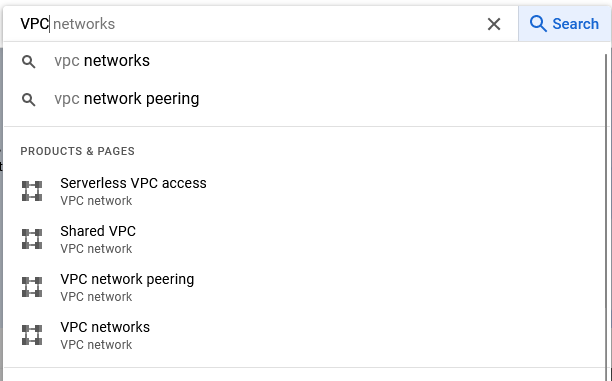 VPC networks
Search
vpc networks
vpc network peering
PRODUCTS & PAGES
Serverless VPC access
VPC network
Shared VPC
VPC network
VPC network peering
VPC network
VPC networks
VPC network